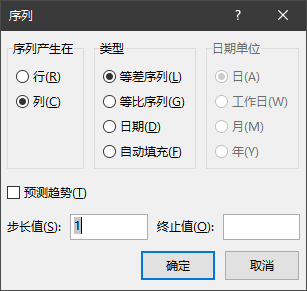 序列
?
序列产生在 类型 日期单位
行(R) 等差序列(L) 日(A)
列(C) 等比序列(G) 工作日(W)
日期(D) 月(M)
自动填充(F) 年(Y)
预测趋势(T)
步长值(S): 1 终止值(O):
确定 取消